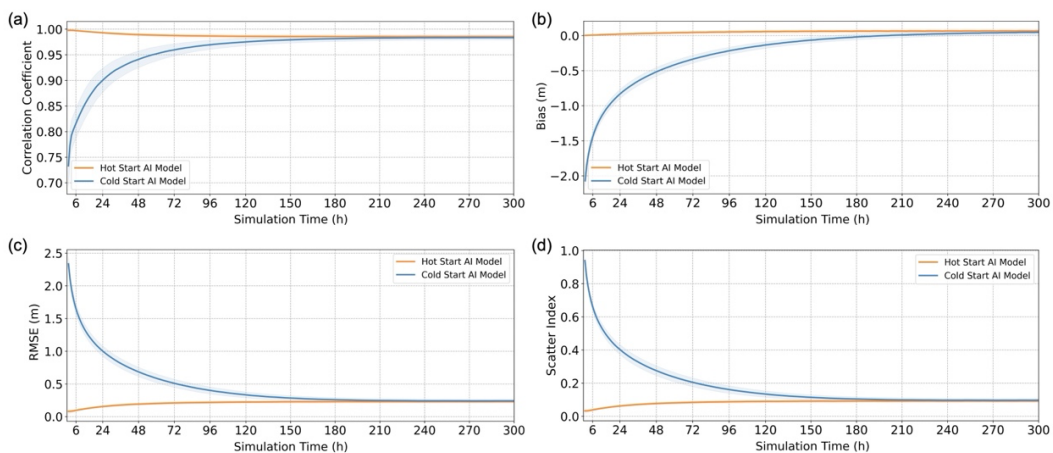 (a)
1.00
0.95
0.90
0.85
0.80
0.75
0.70
Correlation Coefficient
Hot Start AI Model
Cold Start AI Model
6 24 48 72 96 120 150 180 210 240 270 300
Simulation Time (h)
(b)
0.0
−0.5
−1.0
−1.5
−2.0
Bias (m)
Hot Start AI Model
Cold Start AI Model
6 24 48 72 96 120 150 180 210 240 270 300
Simulation Time (h)
(c)
2.5
2.0
1.5
1.0
0.5
0.0
RMSE (m)
Hot Start AI Model
Cold Start AI Model
6 24 48 72 96 120 150 180 210 240 270 300
Simulation Time (h)
(d)
1.0
0.8
0.6
0.4
0.2
0.0
Scatter Index
Hot Start AI Model
Cold Start AI Model
6 24 48 72 96 120 150 180 210 240 270 300
Simulation Time (h)